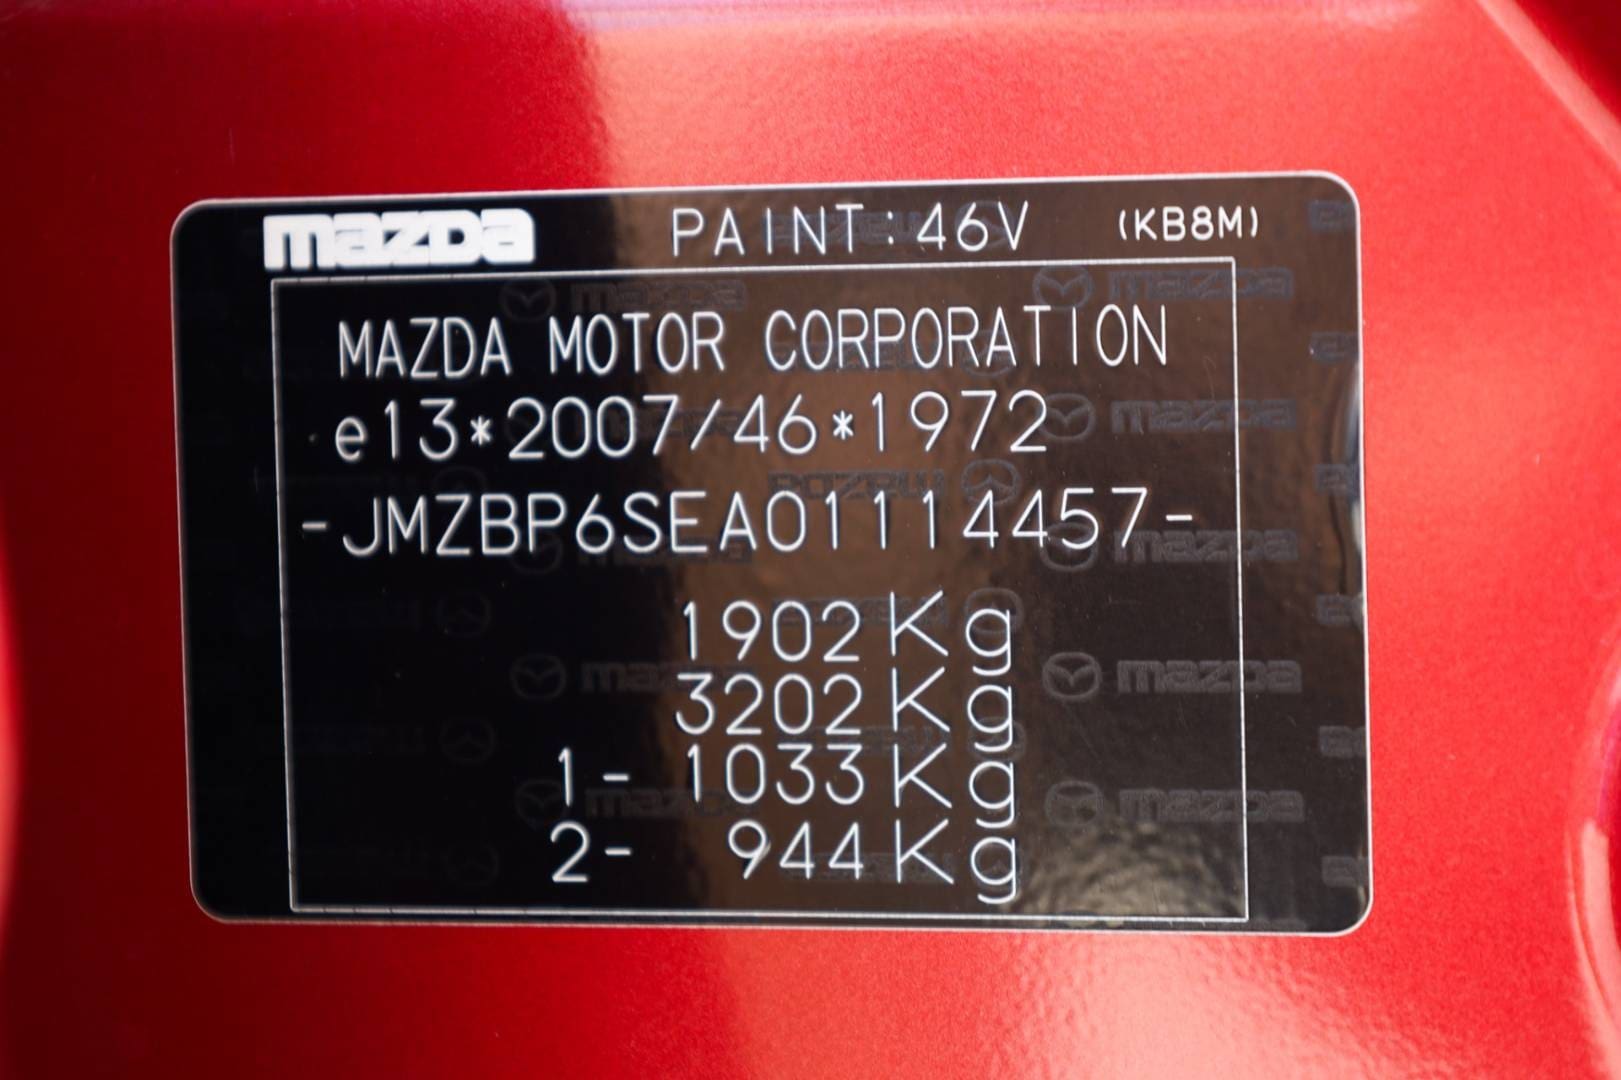 mazda PAINT:46V (KB8M)
MAZDA MOTOR CORPORATION
e13*2007/46*1972
-JMZBP6SEA01114457-
1902Kg
3202Kg
1- 1033Kg
2- 944Kg